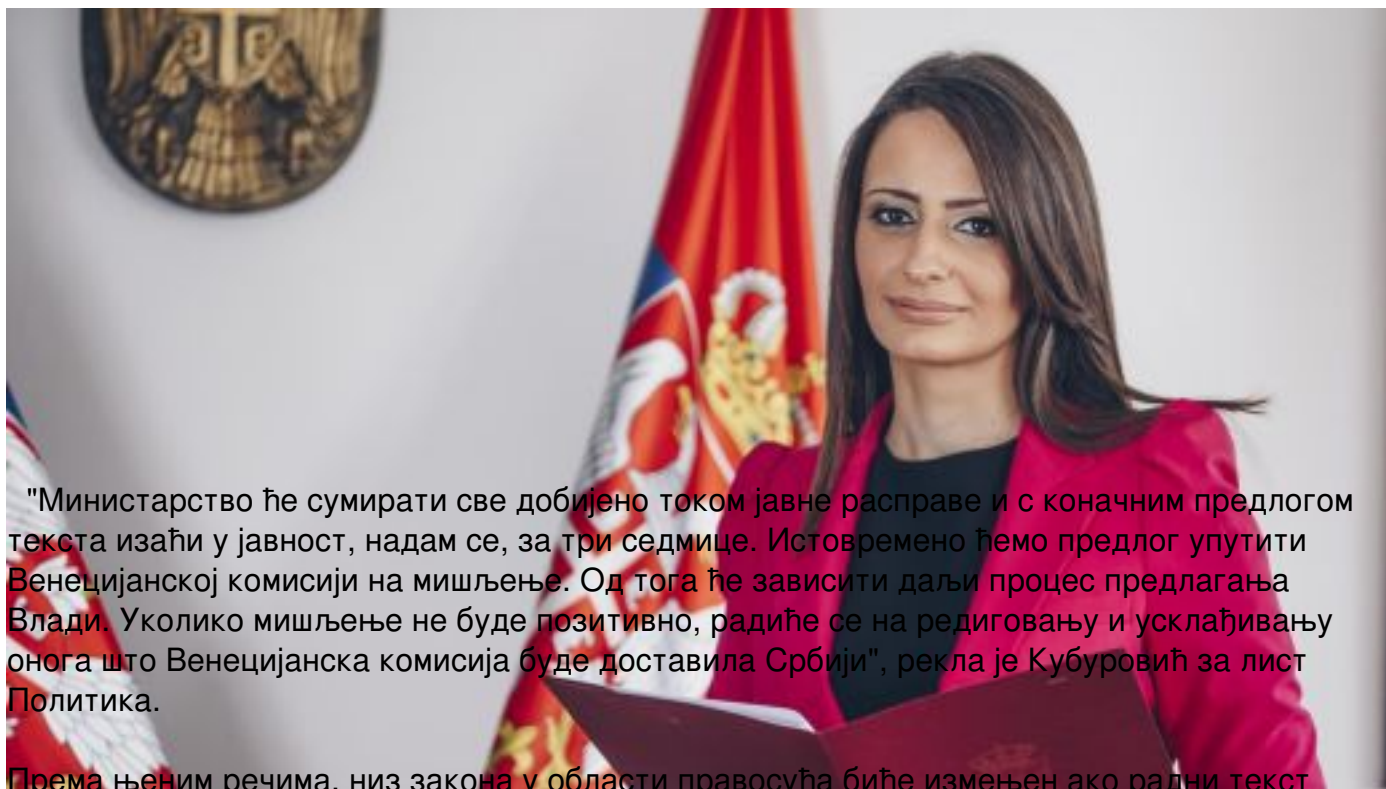 "Министарство ће сумирати све добијено током јавне расправе и с коначним предлогом
текста изаћи у јавност, надам се, за три седмице. Истовремено ћемо предлог упутити
Венецијанској комисији на мишљење. Од тога ће зависити даљи процес предлагања
Влади. Уколико мишљење не буде позитивно, радиће се на редиговању и усклађивању
онога што Венецијанска комисија буде доставила Србији", рекла је Кубуровић за лист
Политика.
Према њеним речима, низ закона у области правосуђа биће измењен ако радни текст